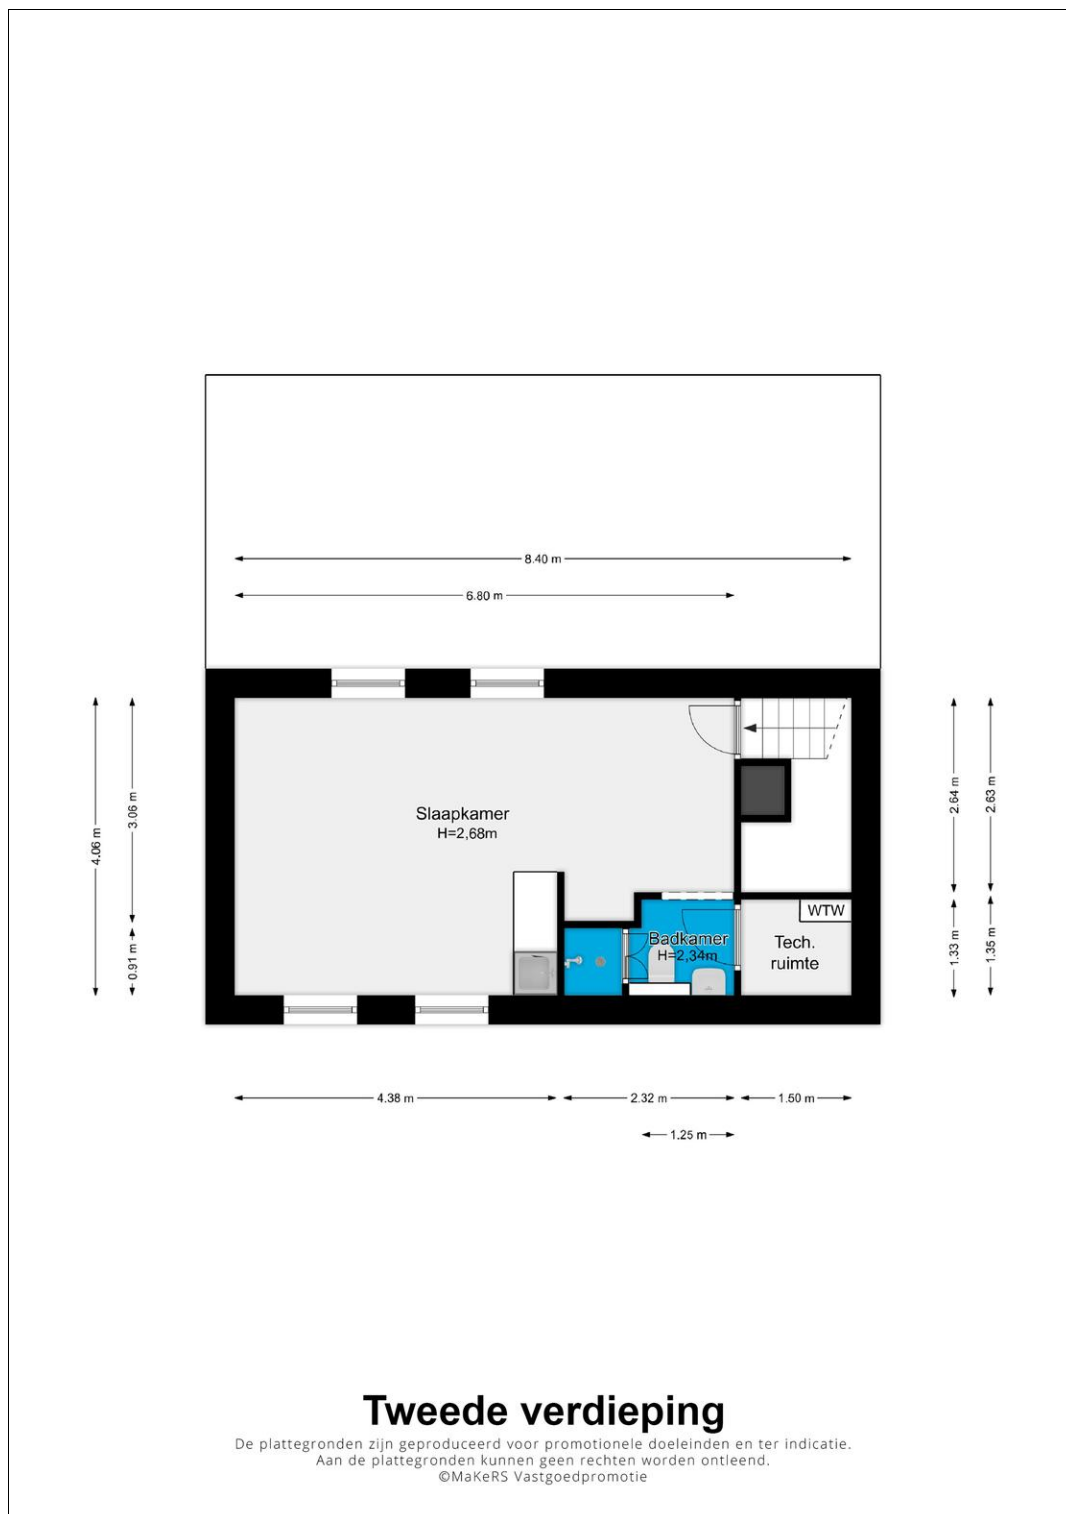 8.40 m
6.80 m
4.06 m
3.06 m
0.91 m
2.64 m
2.63 m
1.33 m
1.35 m
Slaapkamer
H=2,68m
WTW
Badkamer
H=2,34m
Tech.
ruimte
4.38 m
2.32 m
1.50 m
1.25 m
Tweede verdieping
De plattegronden zijn geproduceerd voor promotionele doeleinden en ter indicatie.
Aan de plattegronden kunnen geen rechten worden ontleend.
©MaKeRS Vastgoedpromotie